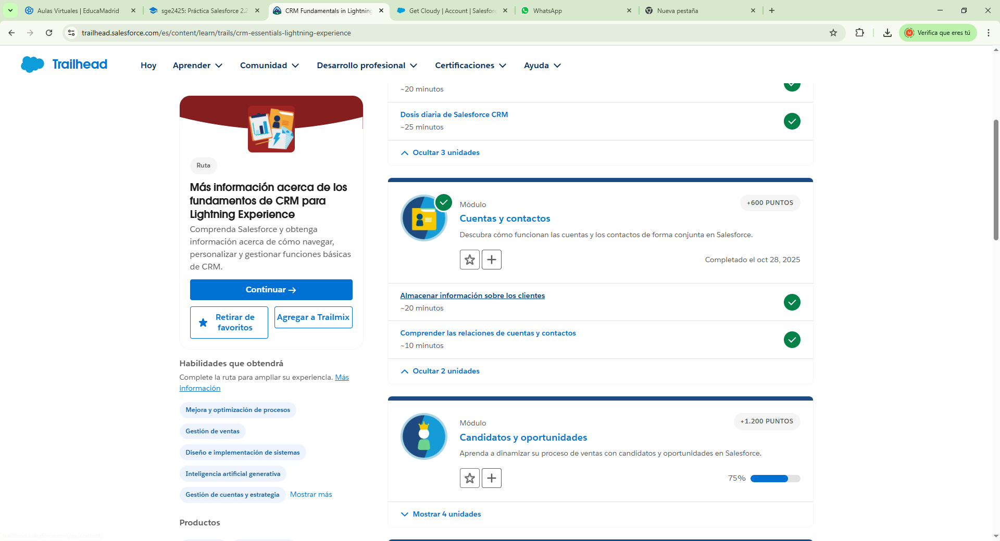 Aulas Virtuales | EducaMadrid
sge2425: Práctica Salesforce 2.2
CRM Fundamentals in Lightning
Get Cloudy | Account | Salesforc
WhatsApp
Nueva pestaña
trailhead.salesforce.com/es/content/learn/trails/crm-essentials-lightning-experience
M
Verifica que eres tú
Trailhead
Hoy
Aprender
Comunidad
Desarrollo profesional
Certificaciones
Ayuda
Ruta
Más información acerca de los
fundamentos de CRM para
Lightning Experience
Comprenda Salesforce y obtenga
información acerca de cómo navegar,
personalizar y gestionar funciones básicas
de CRM.
Continuar
Retirar de
favoritos
Agregar a Trailmix
Habilidades que obtendrá
Complete la ruta para ampliar su experiencia. Más
información
Mejora y optimización de procesos
Gestión de ventas
Diseño e implementación de sistemas
Inteligencia artificial generativa
Gestión de cuentas y estrategia
Mostrar más
Productos
~20 minutos
Dosis diaria de Salesforce CRM
~25 minutos
Ocultar 3 unidades
Módulo
+600 PUNTOS
Cuentas y contactos
Descubra cómo funcionan las cuentas y los contactos de forma conjunta en Salesforce.
Completado el oct 28, 2025
Almacenar información sobre los clientes
~20 minutos
Comprender las relaciones de cuentas y contactos
~10 minutos
Ocultar 2 unidades
Módulo
+1.200 PUNTOS
Candidatos y oportunidades
Aprenda a dinamizar su proceso de ventas con candidatos y oportunidades en Salesforce.
75%
Mostrar 4 unidades